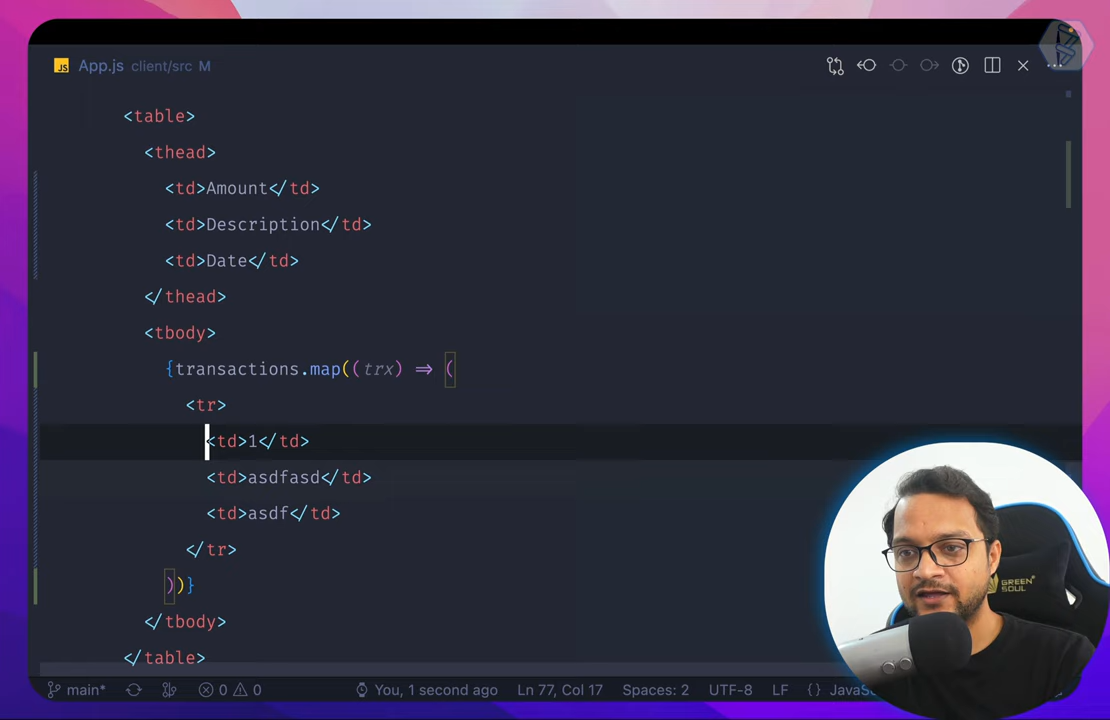 App.js client/src M
<table>
<thead>
<td>Amount</td>
<td>Description</td>
<td>Date</td>
</thead>
<tbody>
{transactions.map((trx) => (
<tr>
<td>1</td>
<td>asdfasd</td>
<td>asdf</td>
</tr>
))}
</tbody>
</table>
GREEN SOUL
main* 0 0 You, 1 second ago Ln 77, Col 17 Spaces: 2 UTF-8 LF {}